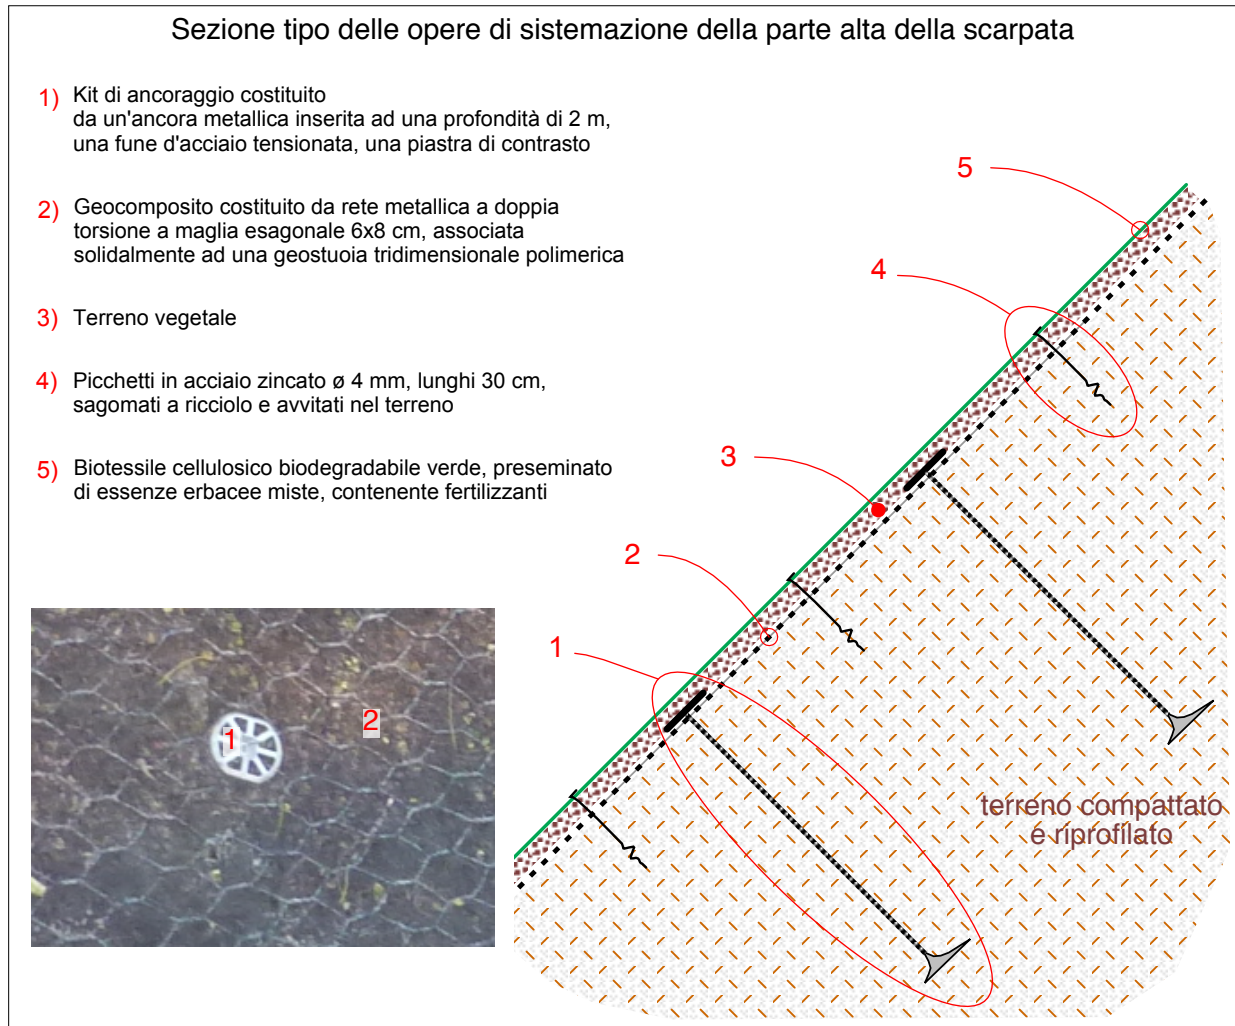 Sezione tipo delle opere di sistemazione della parte alta della scarpata
1) Kit di ancoraggio costituito
da un'ancora metallica inserita ad una profondità di 2 m,
una fune d'acciaio tensionata, una piastra di contrasto
2) Geocomposito costituito da rete metallica a doppia
torsione a maglia esagonale 6x8 cm, associata
solidalmente ad una geostuoia tridimensionale polimerica
3) Terreno vegetale
4) Picchetti in acciaio zincato ø 4 mm, lunghi 30 cm,
sagomati a ricciolo e avvitati nel terreno
5) Biotessile cellulosico biodegradabile verde, preseminato
di essenze erbacee miste, contenente fertilizzanti
5
4
3
2
1
1
2
terreno compattato
e riprofilato